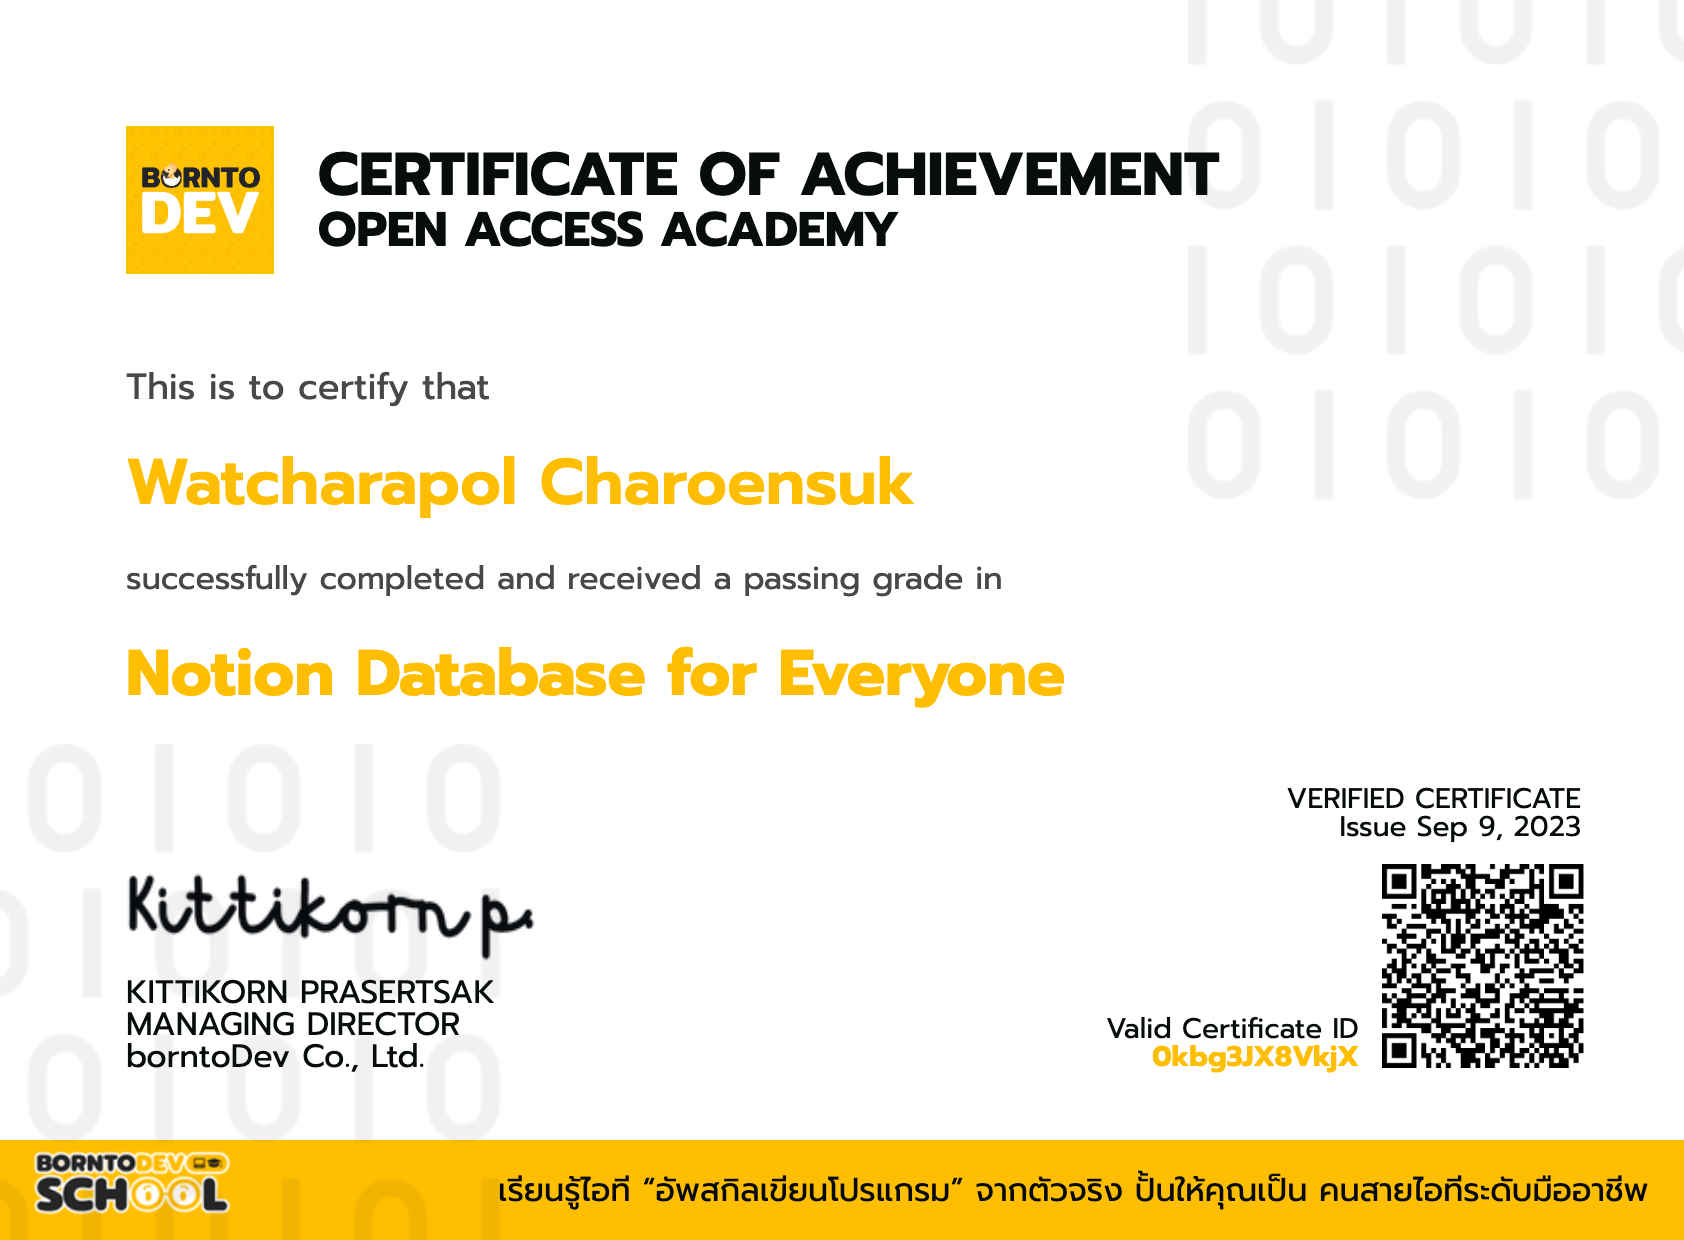 BORNTO
DEV
CERTIFICATE OF ACHIEVEMENT
OPEN ACCESS ACADEMY
This is to certify that
Watcharapol Charoensuk
successfully completed and received a passing grade in
Notion Database for Everyone
VERIFIED CERTIFICATE
Issue Sep 9, 2023
Kittikorn p.
KITTIKORN PRASERTSAK
MANAGING DIRECTOR
borntoDev Co., Ltd.
Valid Certificate ID
0kbg3JX8VkjX
BORNTODEV
SCHOOL
เรียนรู้ไอที “อัพสกิลเขียนโปรแกรม” จากตัวจริง ปั้นให้คุณเป็น คนสายไอทีระดับมืออาชีพ